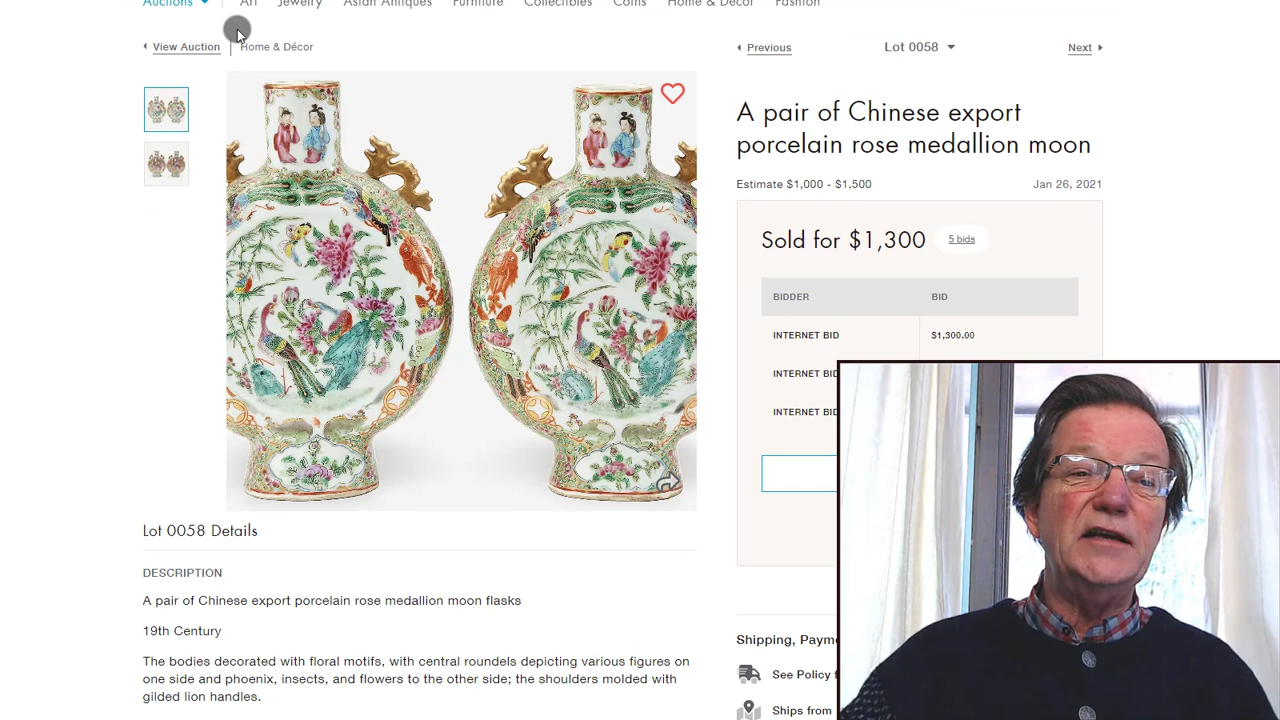 Auctions
Art
Jewelry
Asian Antiques
Furniture
Collectibles
Coins
Home & Décor
Fashion
View Auction
Home & Décor
Previous
Lot 0058
Next
A pair of Chinese export
porcelain rose medallion moon
Estimate $1,000 - $1,500
Jan 26, 2021
Sold for $1,300
5 bids
BIDDER
BID
INTERNET BID
$1,300.00
INTERNET BID
INTERNET BID
Lot 0058 Details
DESCRIPTION
A pair of Chinese export porcelain rose medallion moon flasks
19th Century
The bodies decorated with floral motifs, with central roundels depicting various figures on
one side and phoenix, insects, and flowers to the other side; the shoulders molded with
gilded lion handles.
Shipping, Payme
See Policy f
Ships from